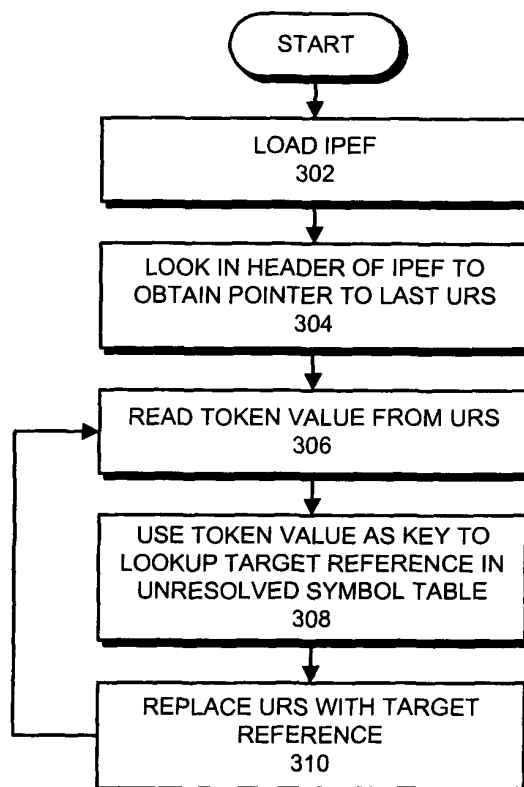 START
LOAD IPEF
302
LOOK IN HEADER OF IPEF TO
OBTAIN POINTER TO LAST URS
304
READ TOKEN VALUE FROM URS
306
USE TOKEN VALUE AS KEY TO
LOOKUP TARGET REFERENCE IN
UNRESOLVED SYMBOL TABLE
308
REPLACE URS WITH TARGET
REFERENCE
310